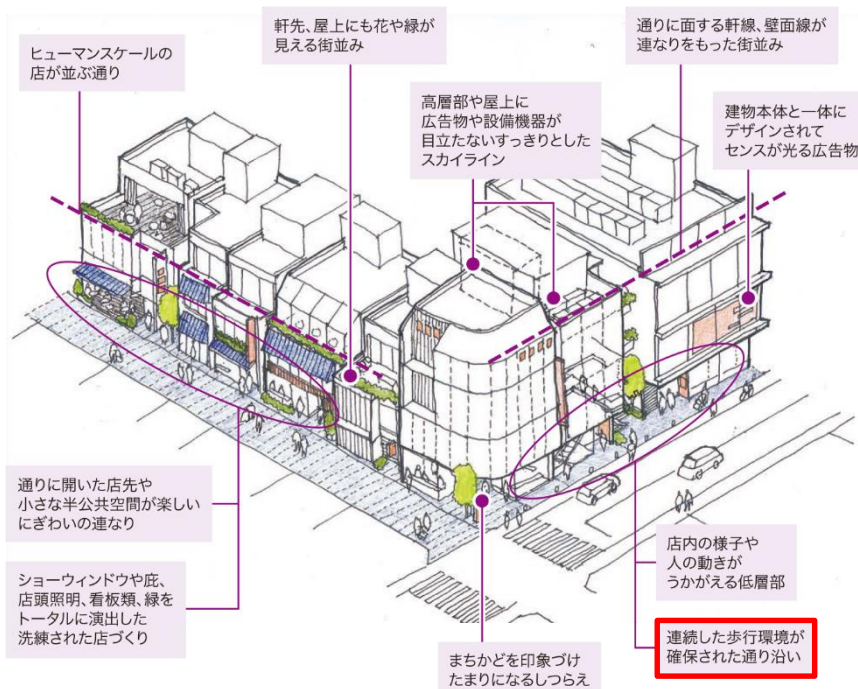 ヒューマンスケールの
店が並ぶ通り
軒先、屋上にも花や緑が
見える街並み
通りに面する軒線、壁面線が
連なりをもった街並み
高層部や屋上に
広告物や設備機器が
目立たないすっきりとした
スカイライン
建物本体と一体に
デザインされて
センスが光る広告物
通りに開いた店先や
小さな半公共空間が楽しい
にぎわいの連なり
ショーウィンドウや庇、
店頭照明、看板類、緑を
トータルに演出した
洗練された店づくり
まちかどを印象づけ
たまりになるしつらえ
店内の様子や
人の動きが
うかがえる低層部
連続した歩行環境が
確保された通り沿い